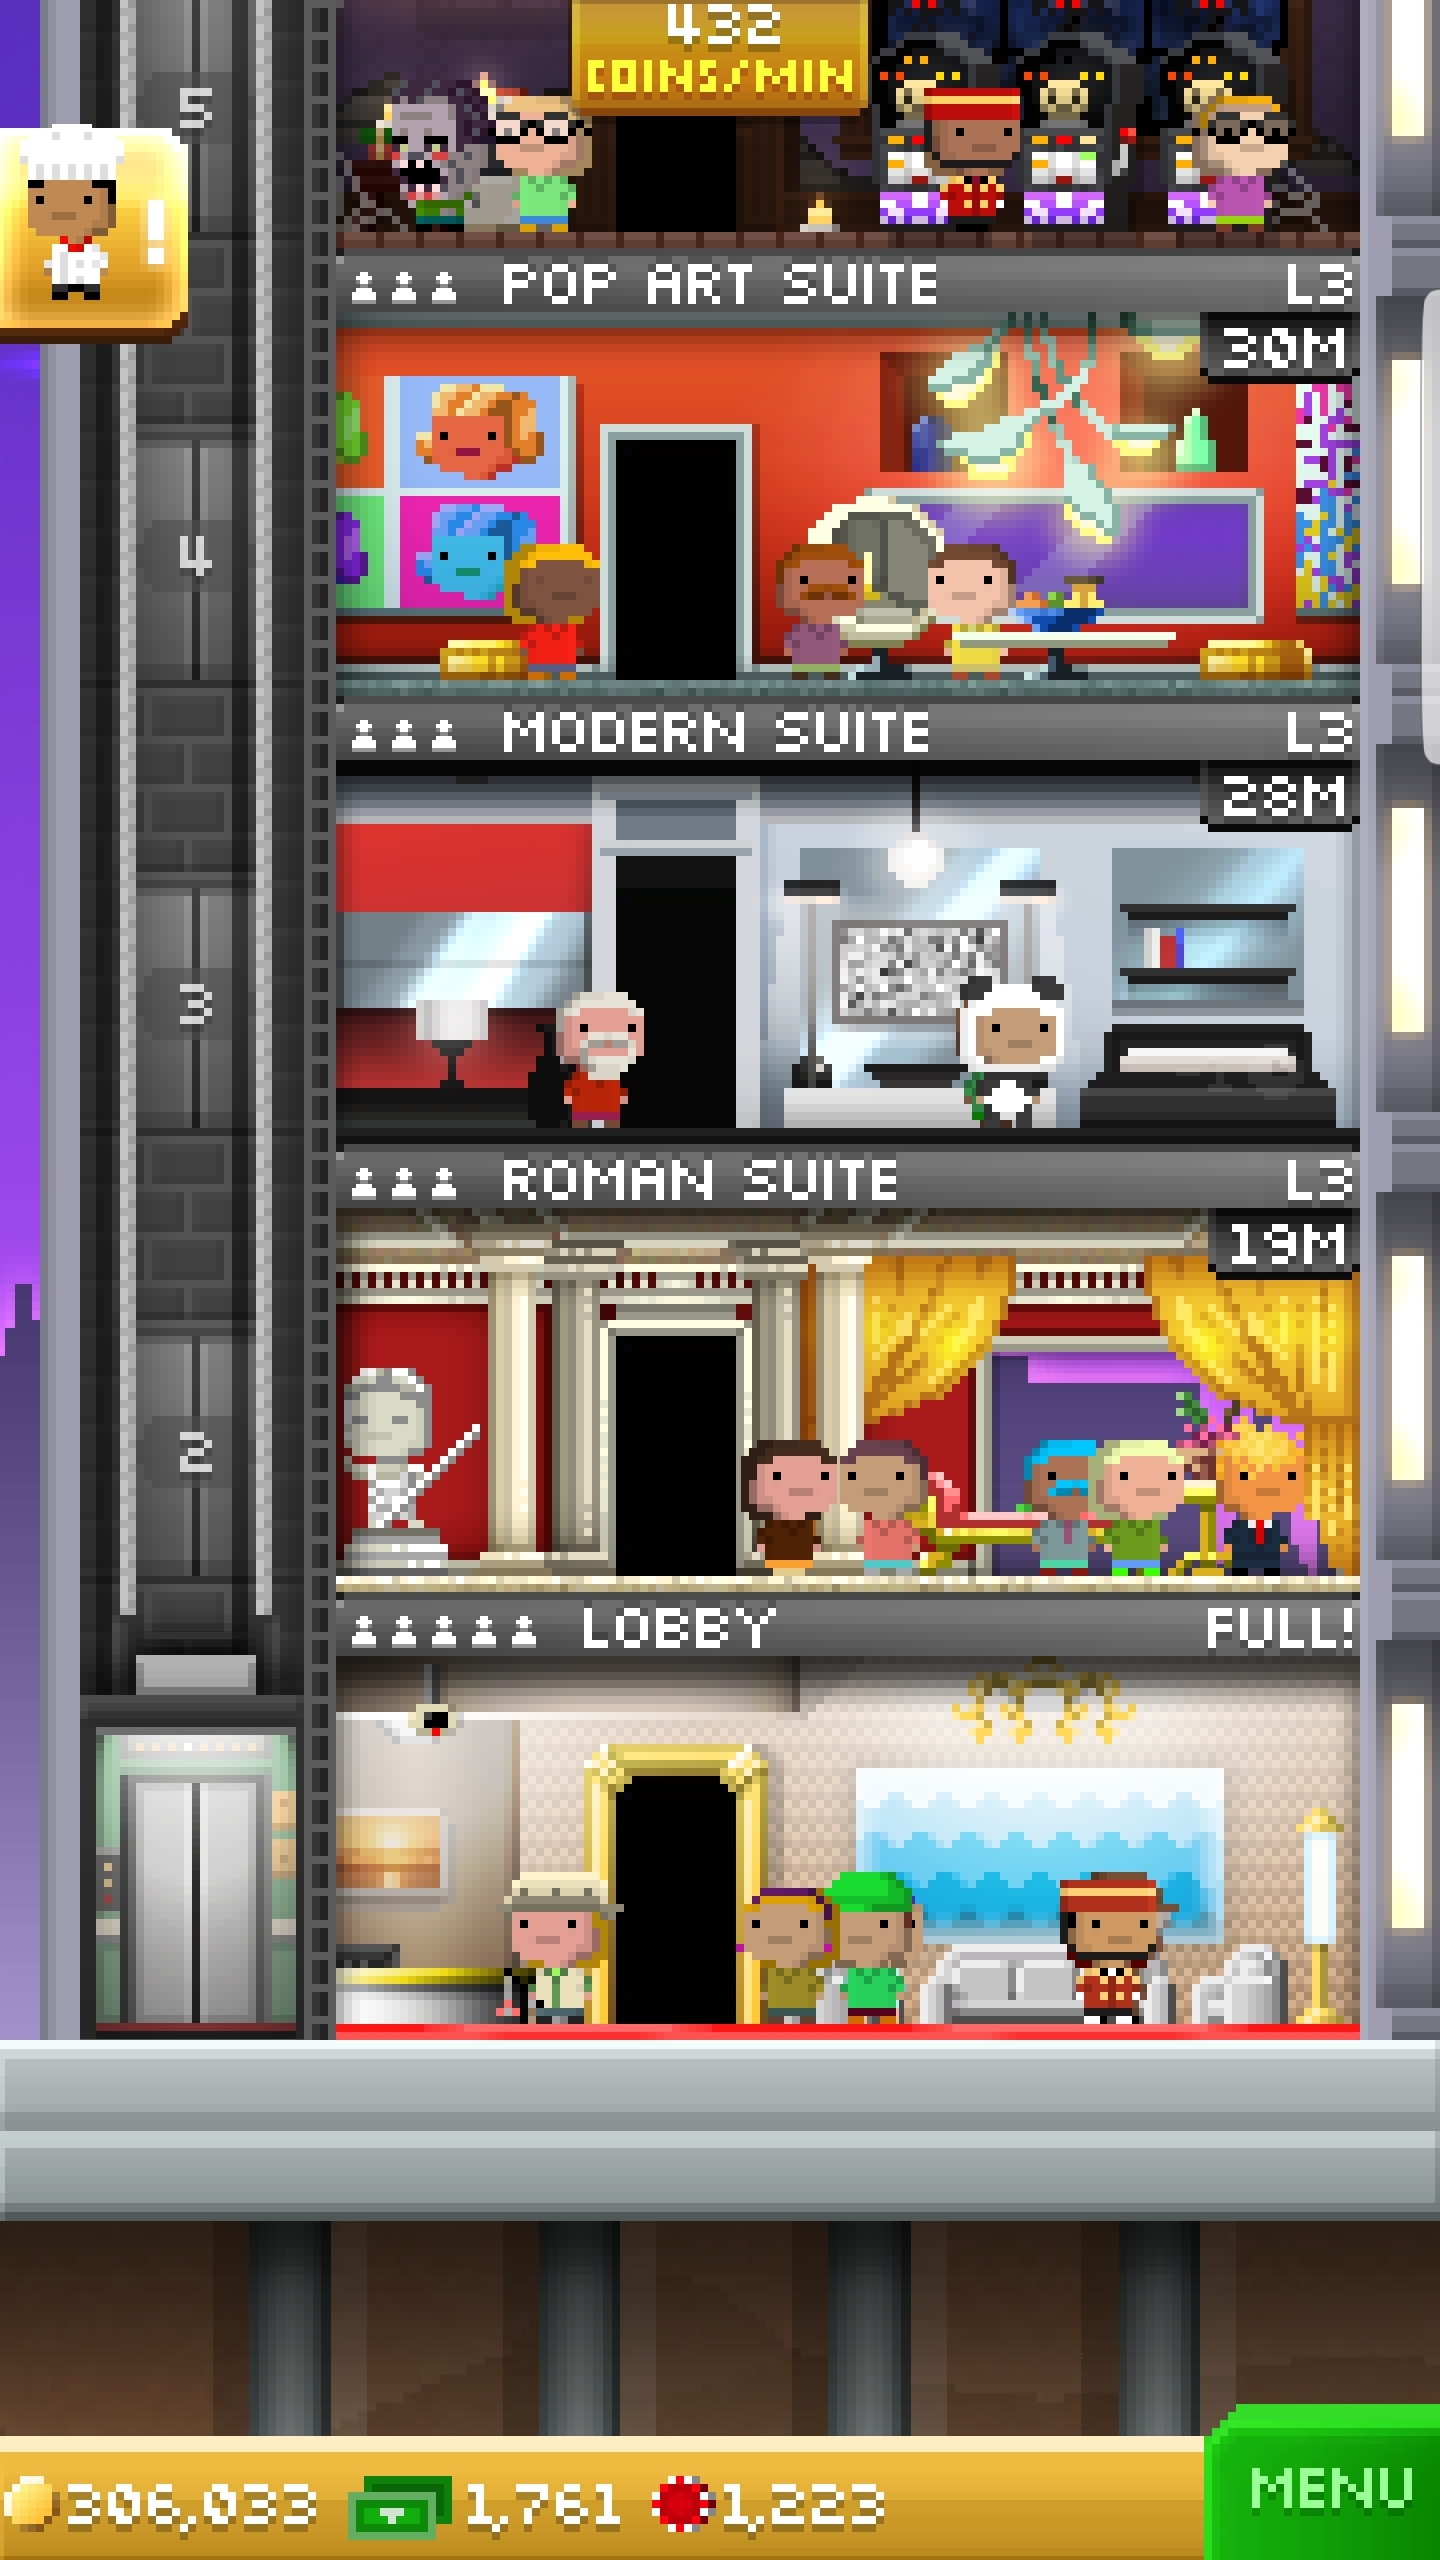 432
COINS/MIN
5
!
POP ART SUITE L3
30M
4
MODERN SUITE L3
28M
3
ROMAN SUITE L3
19M
2
LOBBY FULL!
306,033 1,761 1,223
MENU